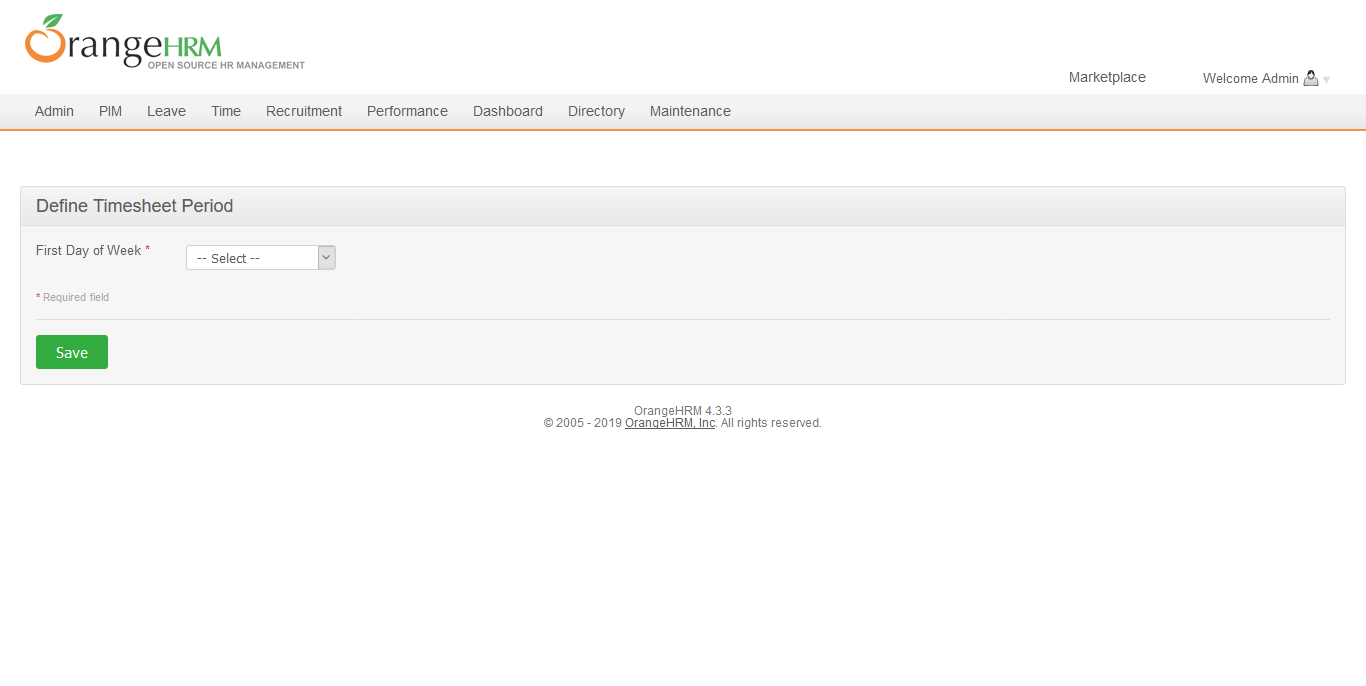 OrangeHRM
OPEN SOURCE HR MANAGEMENT
Marketplace
Welcome Admin
Admin PIM Leave Time Recruitment Performance Dashboard Directory Maintenance
Define Timesheet Period
First Day of Week *
-- Select --
* Required field
Save
OrangeHRM 4.3.3
© 2005 - 2019 OrangeHRM, Inc. All rights reserved.